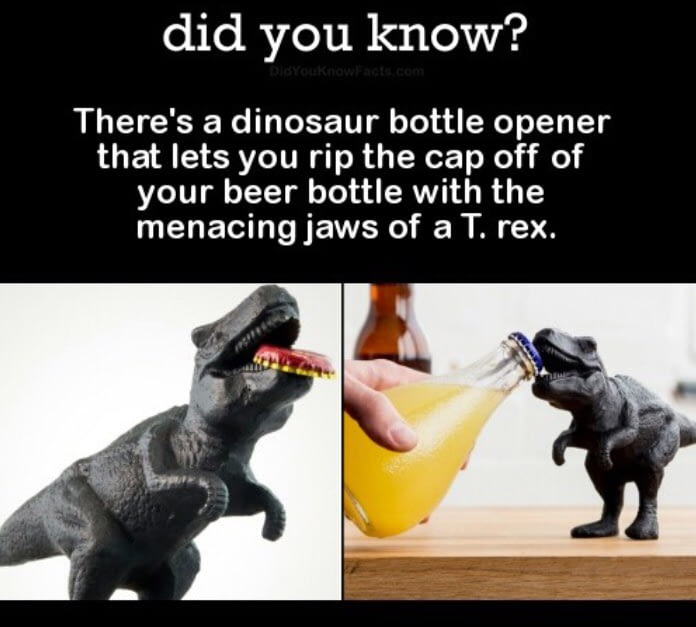 did you know?
DidYouKnowFacts.com
There's a dinosaur bottle opener
that lets you rip the cap off of
your beer bottle with the
menacing jaws of a T. rex.